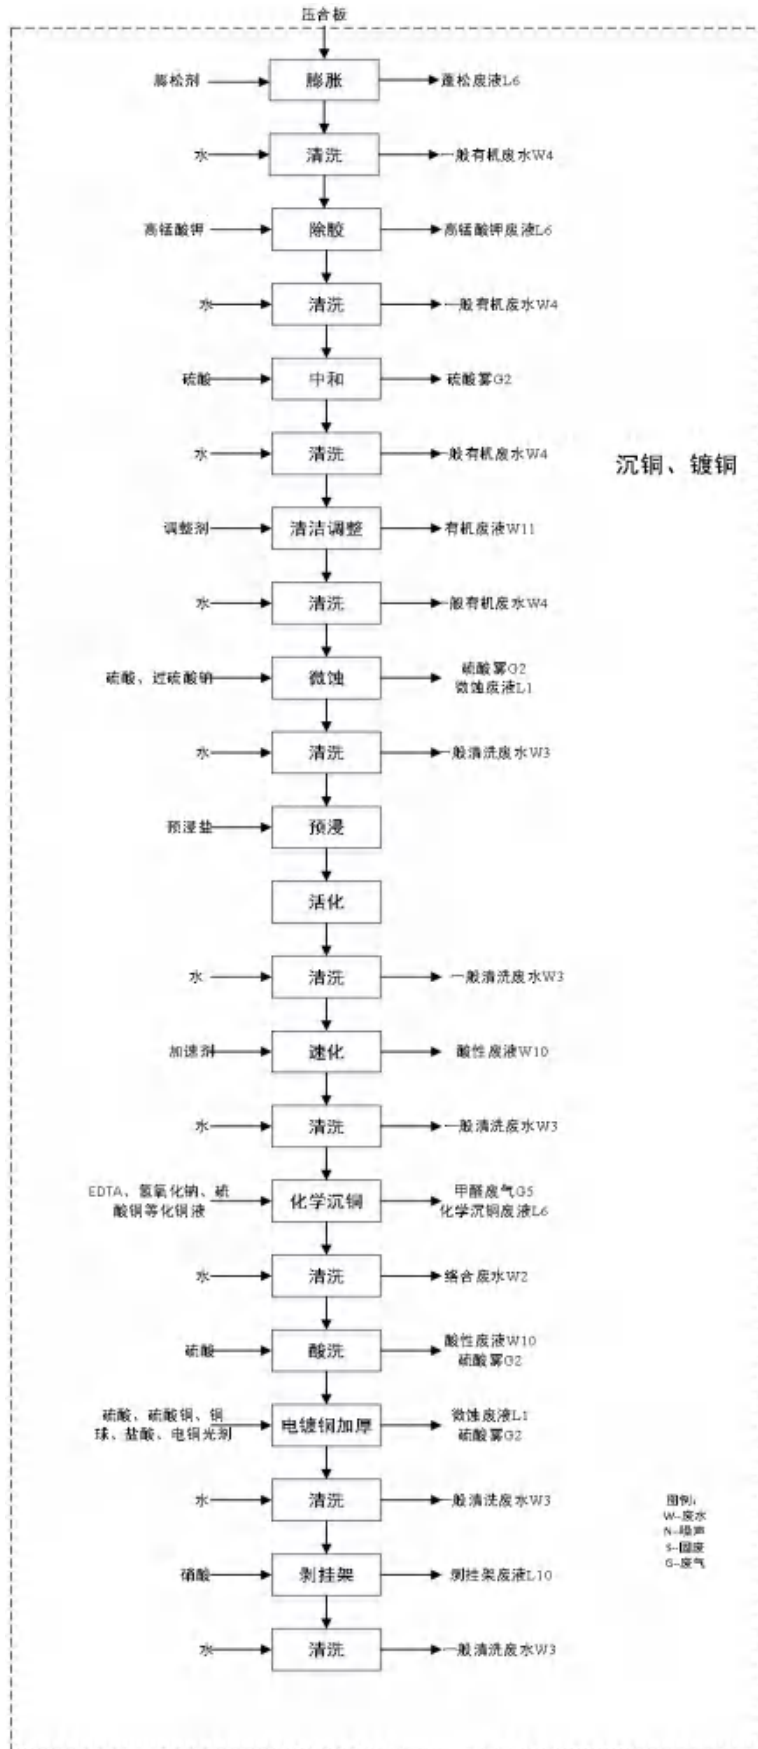 压合板
膨松剂
膨胀
蓬松废液L6
水
清洗
一般有机废水W4
高锰酸钾
除胶
高锰酸钾废液L6
水
清洗
一般有机废水W4
硫酸
中和
硫酸雾G2
水
清洗
一般有机废水W4
沉铜、镀铜
调整剂
清洁调整
有机废液W11
水
清洗
一般有机废水W4
硫酸、过硫酸钠
微蚀
硫酸雾G2
微蚀废液L1
水
清洗
一般清洗废水W3
预浸盐
预浸
活化
水
清洗
一般清洗废水W3
加速剂
速化
酸性废液W10
水
清洗
一般清洗废水W3
EDTA、氢氧化钠、硫
酸铜等化铜液
化学沉铜
甲醛废气G5
化学沉铜废液L6
水
清洗
络合废水W2
硫酸
酸洗
酸性废液W10
硫酸雾G2
硫酸、硫酸铜、铜
球、盐酸、电铜光剂
电镀铜加厚
微蚀废液L1
硫酸雾G2
水
清洗
一般清洗废水W3
硝酸
剥挂架
剥挂架废液L10
水
清洗
一般清洗废水W3
图例：
W--废水
N--噪声
S--固废
G--废气